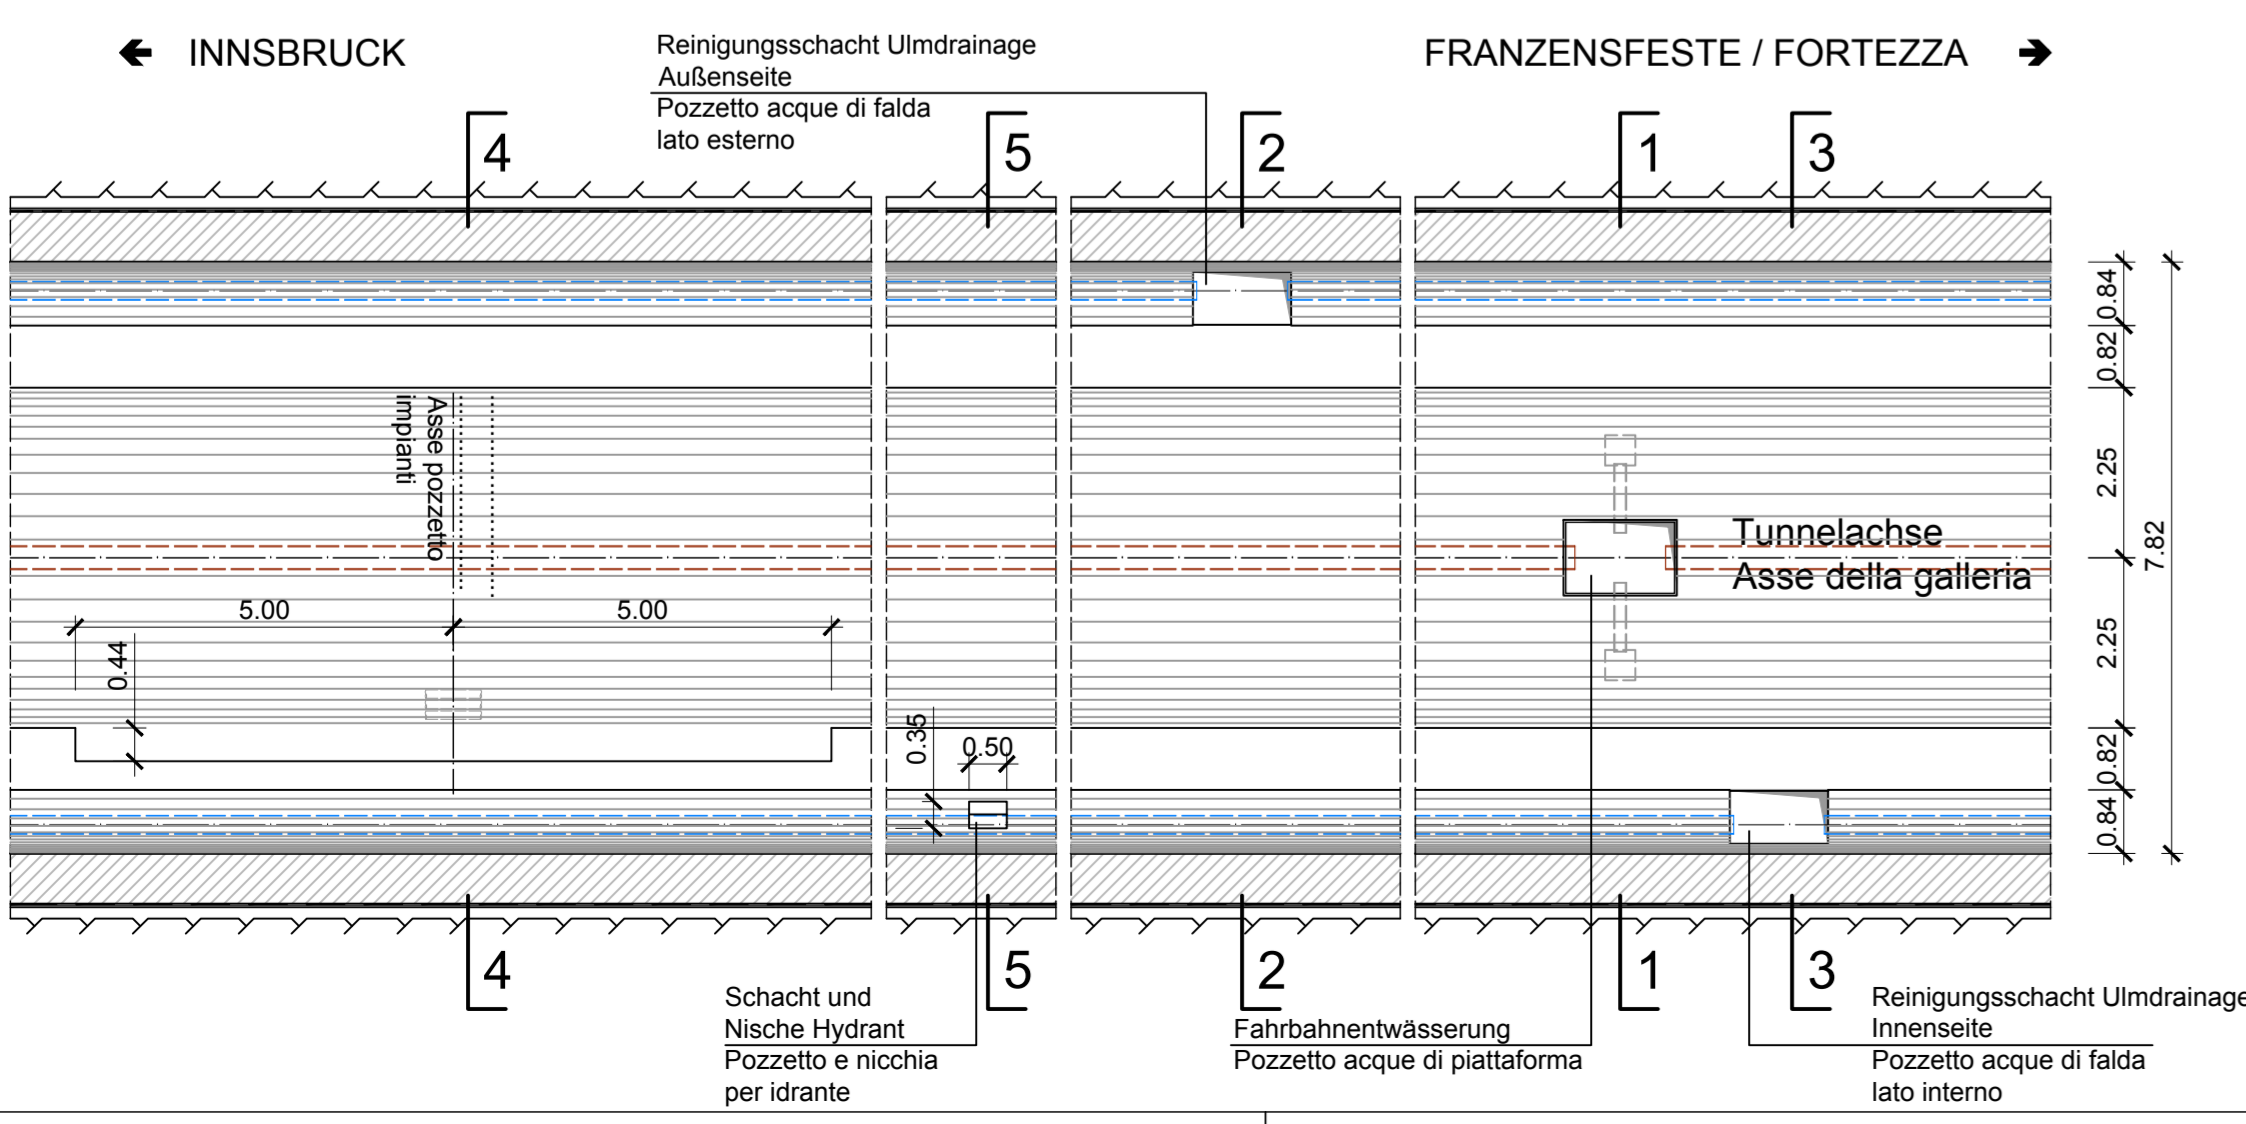 🡰 INNSBRUCK
Reinigungsschacht Ulmdrainage
Außenseite
Pozzetto acque di falda
lato esterno
FRANZENSFESTE / FORTEZZA 🡲
4
5
2
1
3
Asse pozzetto
impianti
5.00
5.00
0.44
0.35
0.50
Tunnelachse
Asse della galleria
0.84
0.82
2.25
2.25
0.82
0.84
7.82
4
5
2
1
3
Schacht und
Nische Hydrant
Pozzetto e nicchia
per idrante
Fahrbahnentwässerung
Pozzetto acque di piattaforma
Reinigungsschacht Ulmdrainage
Innenseite
Pozzetto acque di falda
lato interno